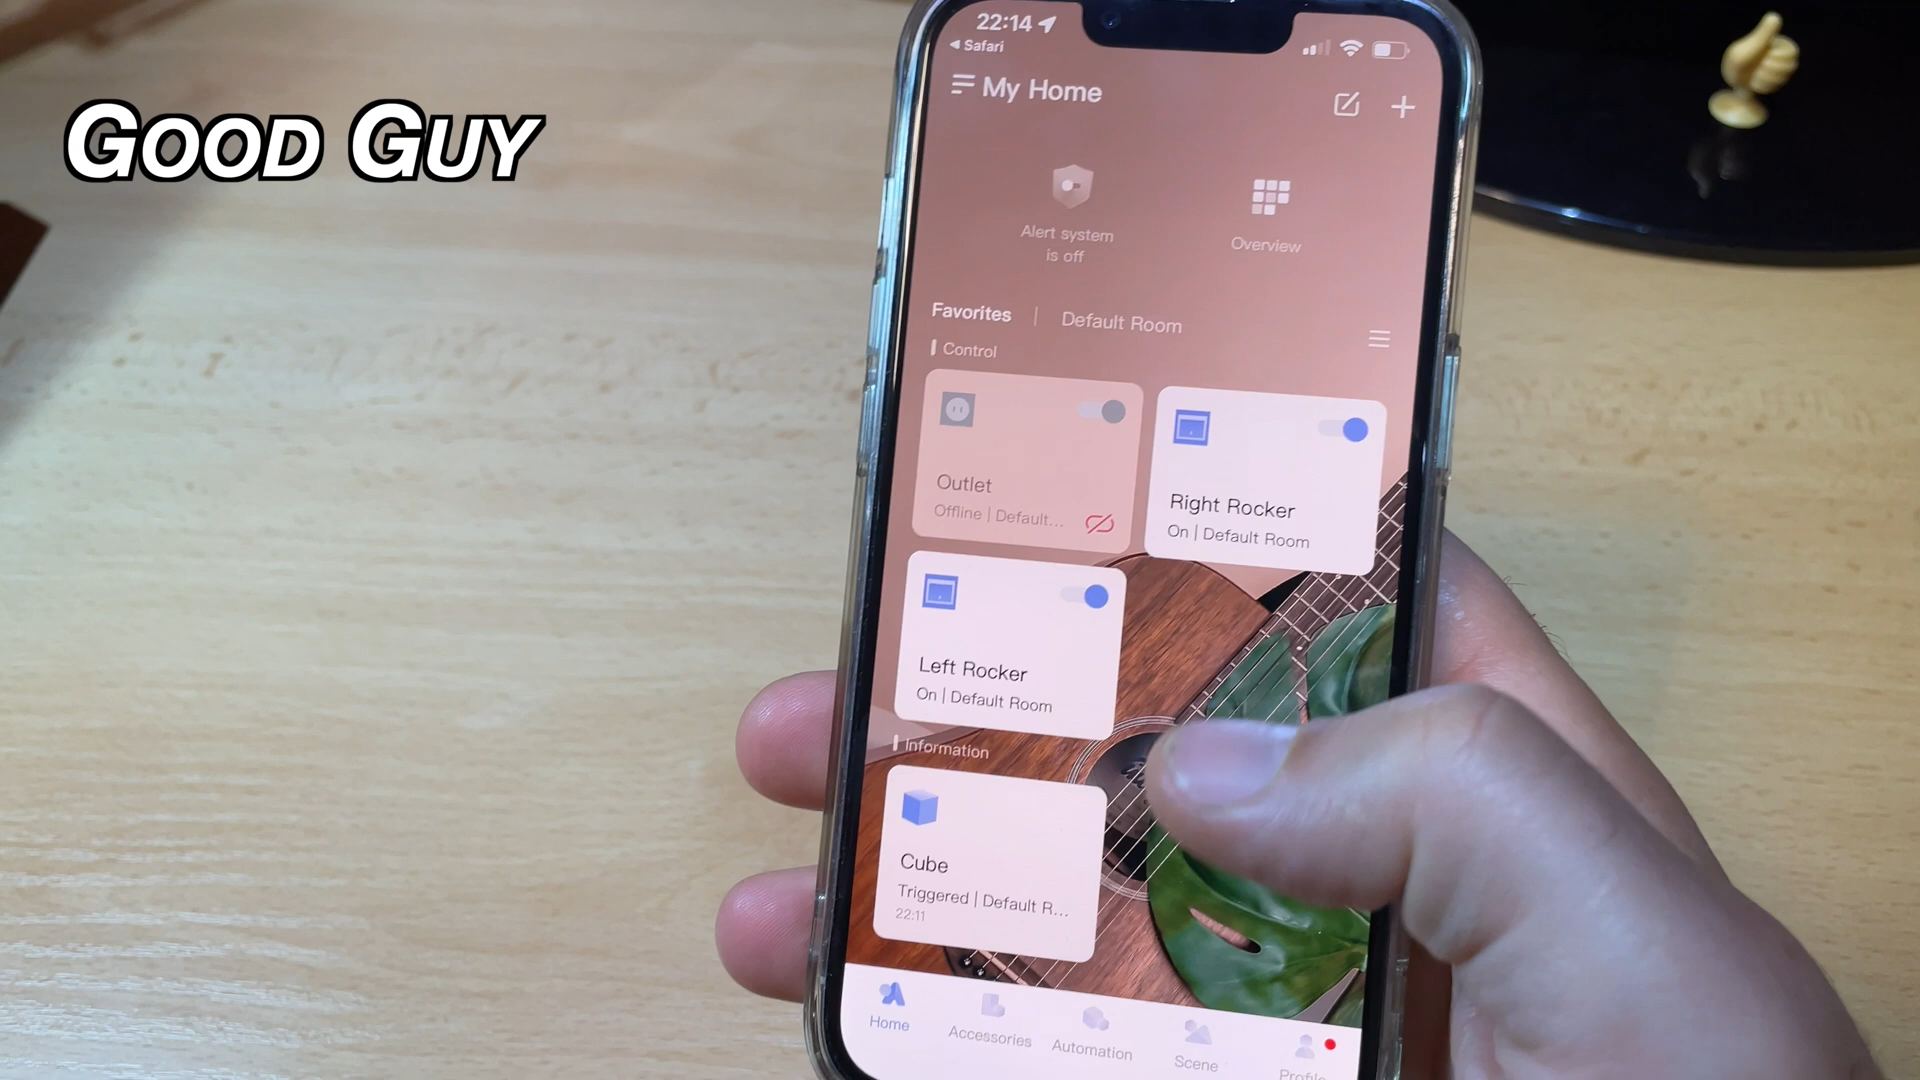 GOOD GUY
22:14
Safari
My Home
Alert system
is off
Overview
Favorites | Default Room
Control
Outlet
Offline | Default...
Right Rocker
On | Default Room
Left Rocker
On | Default Room
Information
Cube
Triggered | Default R...
22:11
Home
Accessories
Automation
Scene
Profile